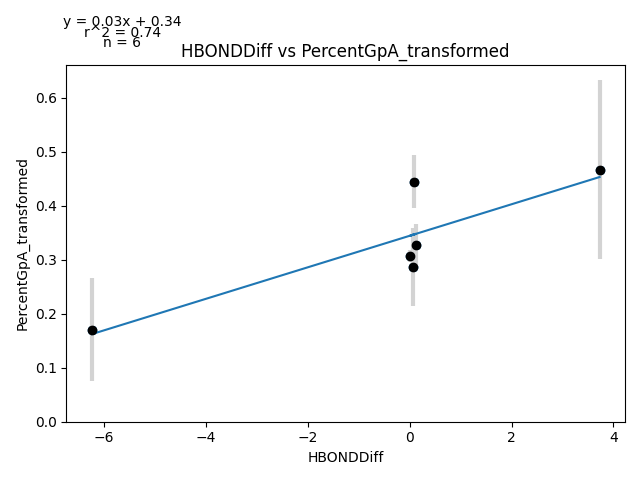 y = 0.03x + 0.34
r^2 = 0.74
n = 6
HBONDDiff vs PercentGpA_transformed
PercentGpA_transformed
0.6
0.5
0.4
0.3
0.2
0.1
0.0
−6
−4
−2
0
2
4
HBONDDiff